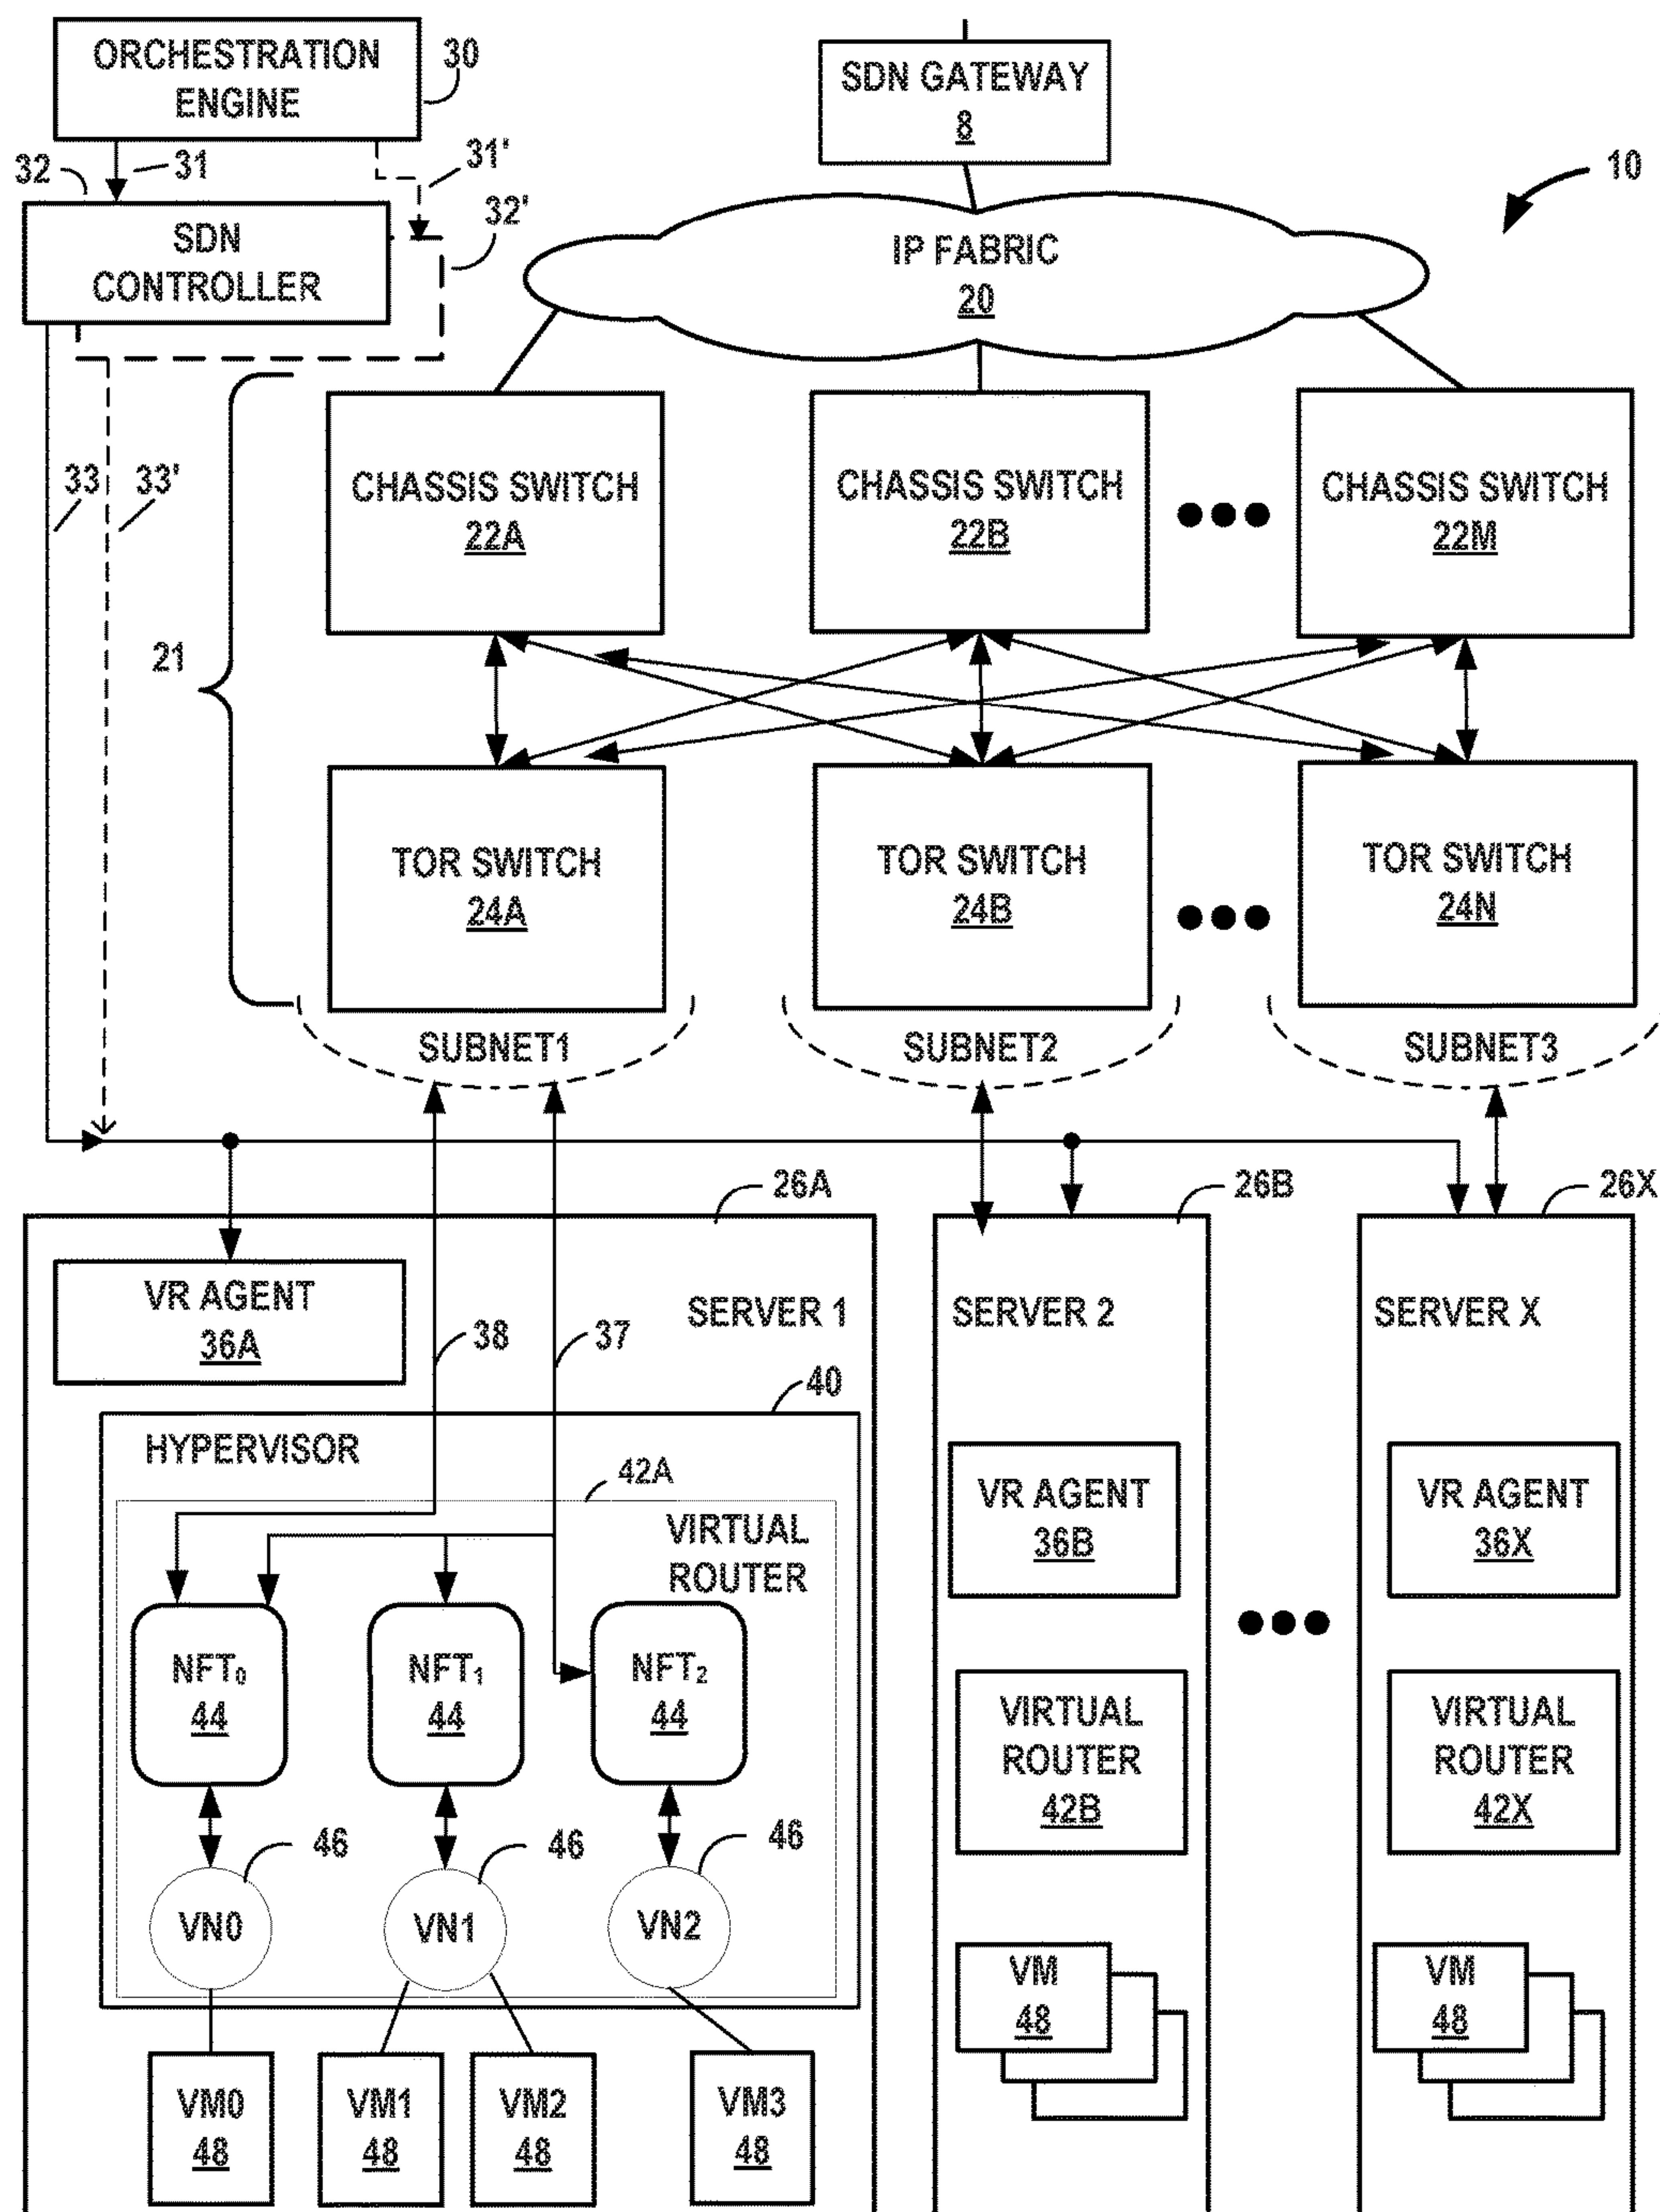 ORCHESTRATION
ENGINE
30
SDN GATEWAY
8
10
32
31
31'
32'
SDN
CONTROLLER
IP FABRIC
20
33
33'
21
CHASSIS SWITCH
22A
CHASSIS SWITCH
22B
CHASSIS SWITCH
22M
TOR SWITCH
24A
TOR SWITCH
24B
TOR SWITCH
24N
SUBNET1
SUBNET2
SUBNET3
26A
26B
26X
VR AGENT
36A
SERVER 1
38
37
SERVER 2
SERVER X
40
HYPERVISOR
42A
VIRTUAL
ROUTER
VR AGENT
36B
VR AGENT
36X
NFT₀
44
NFT₁
44
NFT₂
44
VIRTUAL
ROUTER
42B
VIRTUAL
ROUTER
42X
46
46
46
VN0
VN1
VN2
VM
48
VM
48
VM0
48
VM1
48
VM2
48
VM3
48